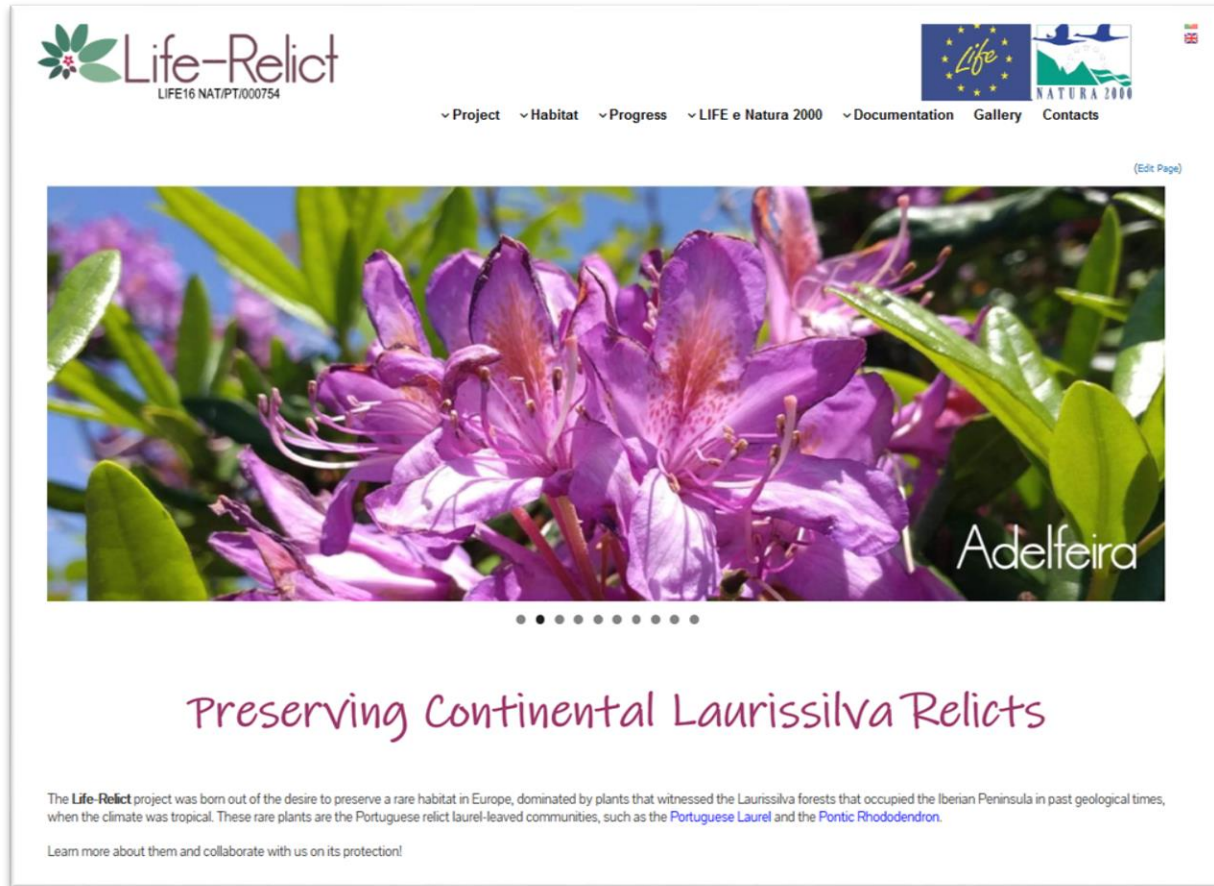 Life-Relict
LIFE16 NAT/PT/000754
Life
NATURA 2000
Project Habitat Progress LIFE e Natura 2000 Documentation Gallery Contacts
(Edit Page)
Adelfeira
Preserving Continental Laurissilva Relicts
The Life-Relict project was born out of the desire to preserve a rare habitat in Europe, dominated by plants that witnessed the Laurissilva forests that occupied the Iberian Peninsula in past geological times,
when the climate was tropical. These rare plants are the Portuguese relict laurel-leaved communities, such as the Portuguese Laurel and the Pontic Rhododendron.
Learn more about them and collaborate with us on its protection!